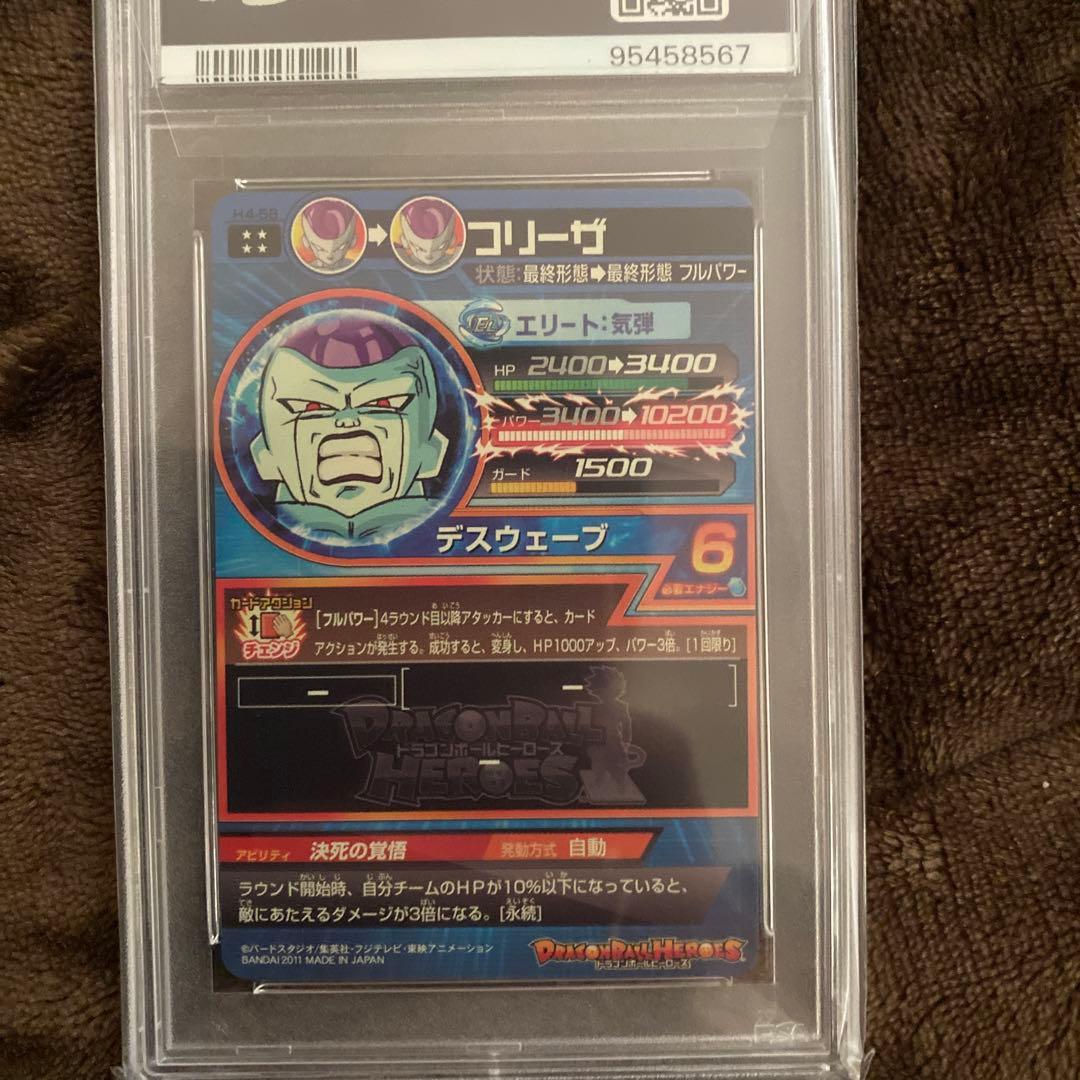 95458567
H4-58
フリーザ
状態:最終形態➡最終形態 フルパワー
エリート:気弾
HP 2400➡3400
パワー 3400➡10200
ガード 1500
デスウェーブ
6
必要エナジー
カードアクション
チェンジ
[フルパワー]4ラウンド目以降アタッカーにすると、カード
アクションが発生する。成功すると、変身し、HP1000アップ、パワー3倍。[1回限り]
ー
ー
DRAGONBALL
ドラゴンボールヒーローズ
HEROES
ー
アビリティ 決死の覚悟 発動方式 自動
ラウンド開始時、自分チームのHPが10%以下になっていると、
敵にあたえるダメージが3倍になる。[永続]
©バードスタジオ/集英社・フジテレビ・東映アニメーション
BANDAI 2011 MADE IN JAPAN
DRAGONBALL HEROES
ドラゴンボールヒーローズ